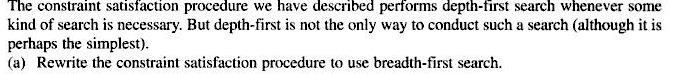 The constraint satisfaction procedure we have described performs depth-first search whenever some
kind of search is necessary. But depth-first is not the only way to conduct such a search (although it is
perhaps the simplest).
(a) Rewrite the constraint satisfaction procedure to use breadth-first search.